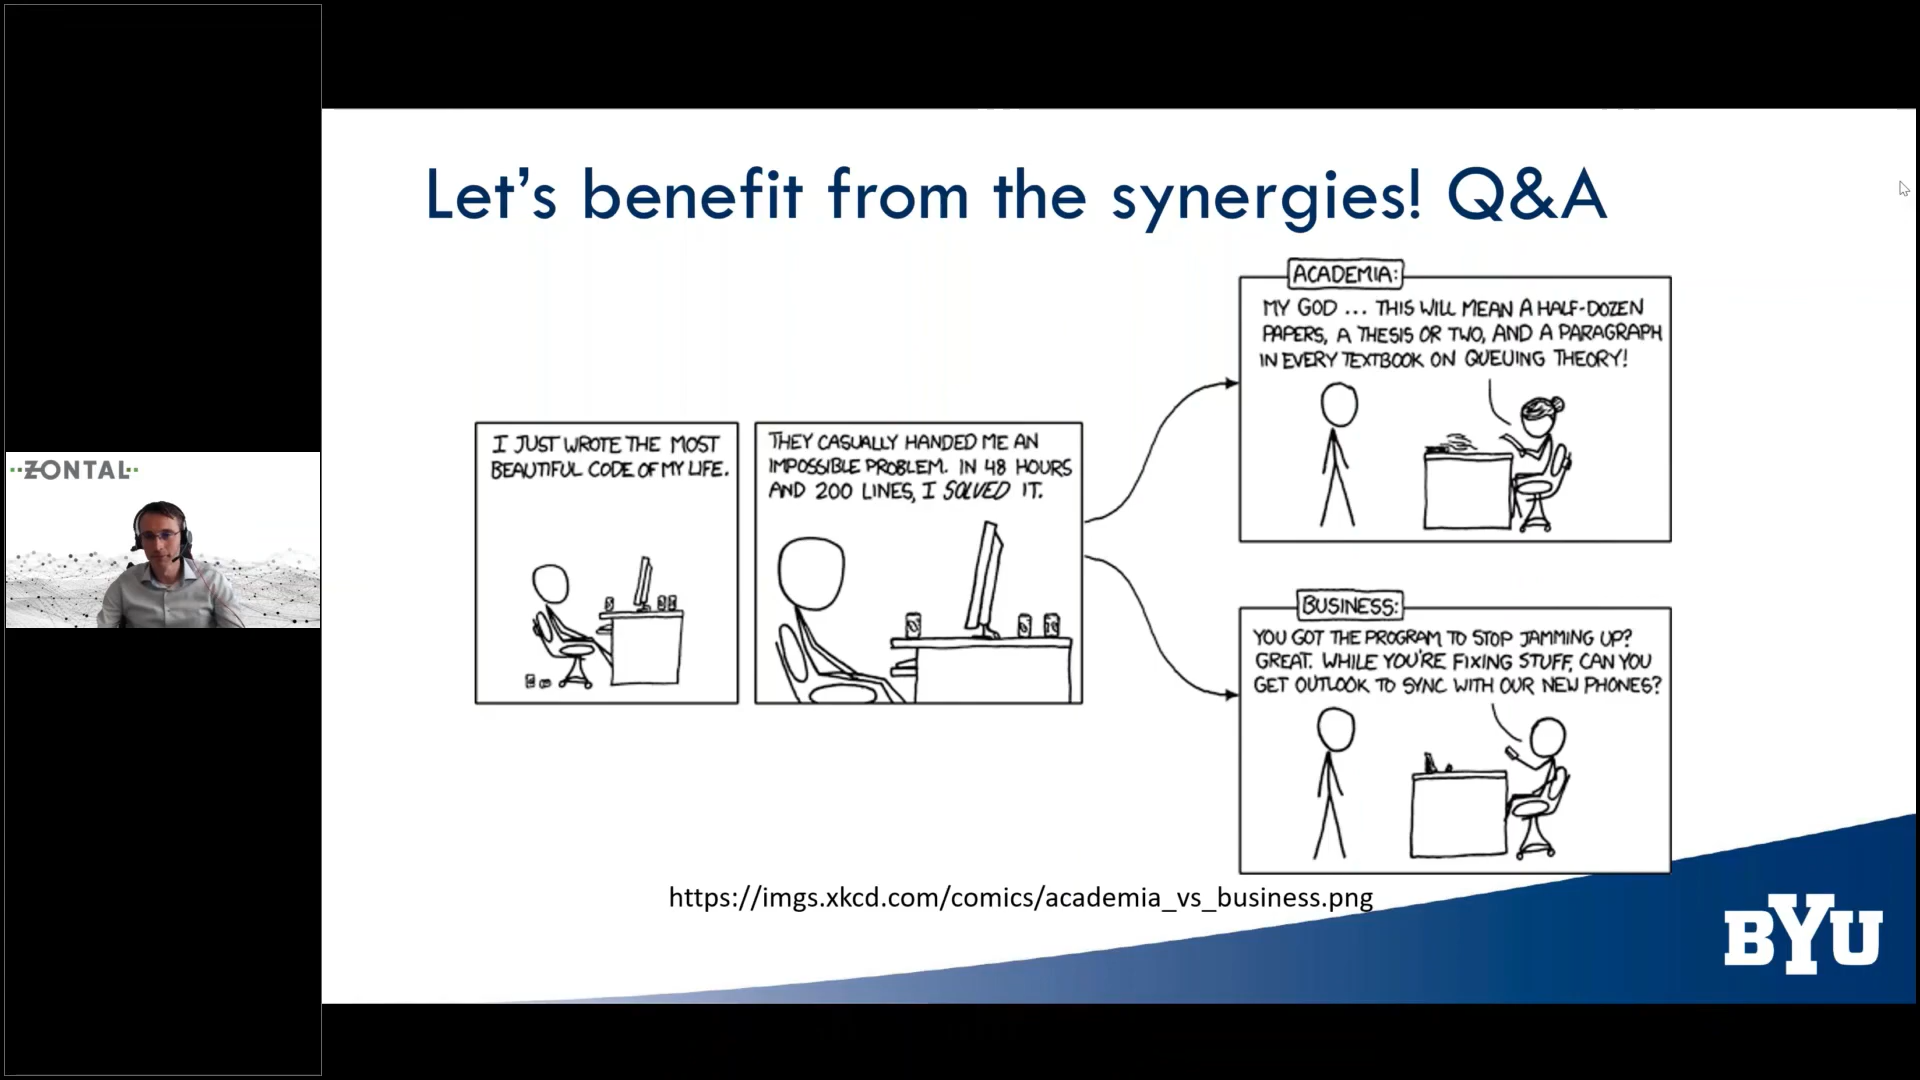 ZONTAL
Let's benefit from the synergies! Q&A
I JUST WROTE THE MOST
BEAUTIFUL CODE OF MY LIFE.
THEY CASUALLY HANDED ME AN
IMPOSSIBLE PROBLEM. IN 48 HOURS
AND 200 LINES, I SOLVED IT.
ACADEMIA:
MY GOD ... THIS WILL MEAN A HALF-DOZEN
PAPERS, A THESIS OR TWO, AND A PARAGRAPH
IN EVERY TEXTBOOK ON QUEUING THEORY!
BUSINESS:
YOU GOT THE PROGRAM TO STOP JAMMING UP?
GREAT. WHILE YOU'RE FIXING STUFF, CAN YOU
GET OUTLOOK TO SYNC WITH OUR NEW PHONES?
https://imgs.xkcd.com/comics/academia_vs_business.png
BYU